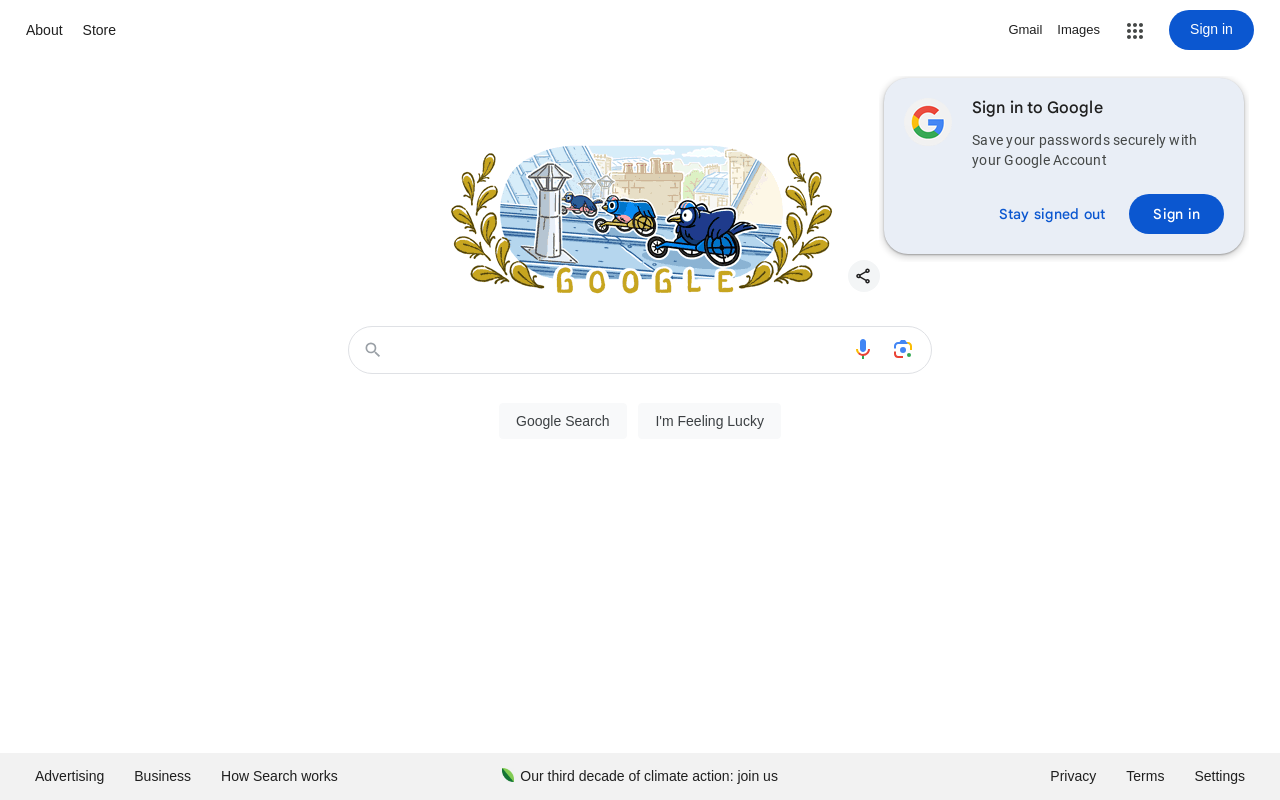 About Store
Gmail Images Sign in
Sign in to Google
Save your passwords securely with
your Google Account
Stay signed out Sign in
GOOGLE
Google Search I'm Feeling Lucky
Advertising Business How Search works Our third decade of climate action: join us Privacy Terms Settings